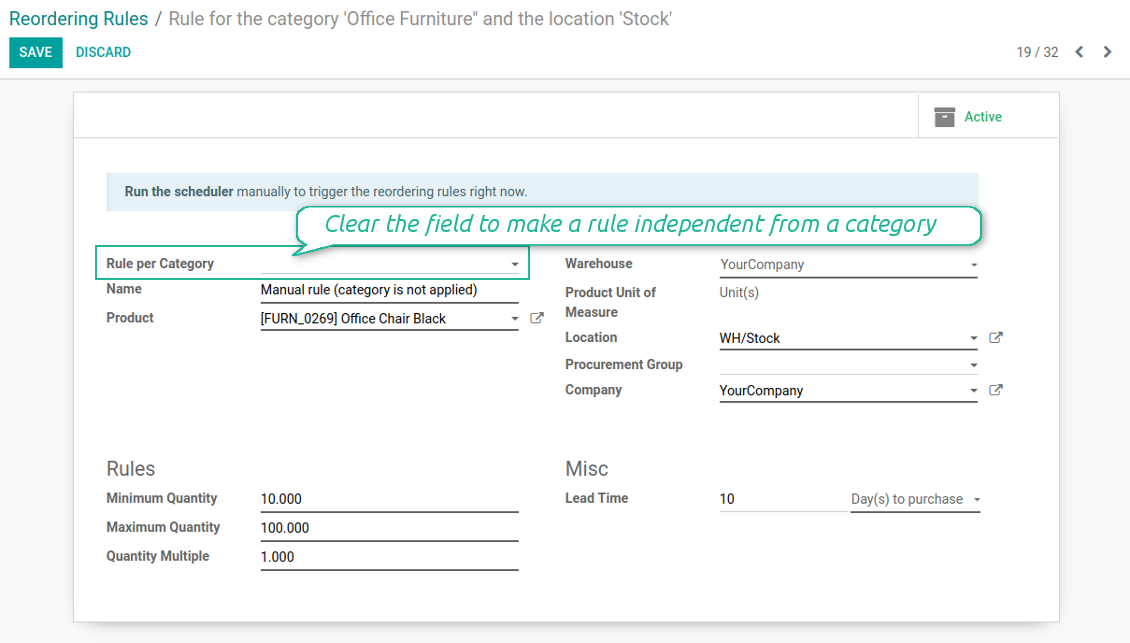 Reordering Rules / Rule for the category 'Office Furniture" and the location 'Stock'
SAVE DISCARD 19 / 32
Active
Run the scheduler manually to trigger the reordering rules right now.
Clear the field to make a rule independent from a category
Rule per Category
Name Manual rule (category is not applied)
Product [FURN_0269] Office Chair Black
Warehouse YourCompany
Product Unit of Unit(s)
Measure
Location WH/Stock
Procurement Group
Company YourCompany
Rules
Minimum Quantity 10.000
Maximum Quantity 100.000
Quantity Multiple 1.000
Misc
Lead Time 10 Day(s) to purchase